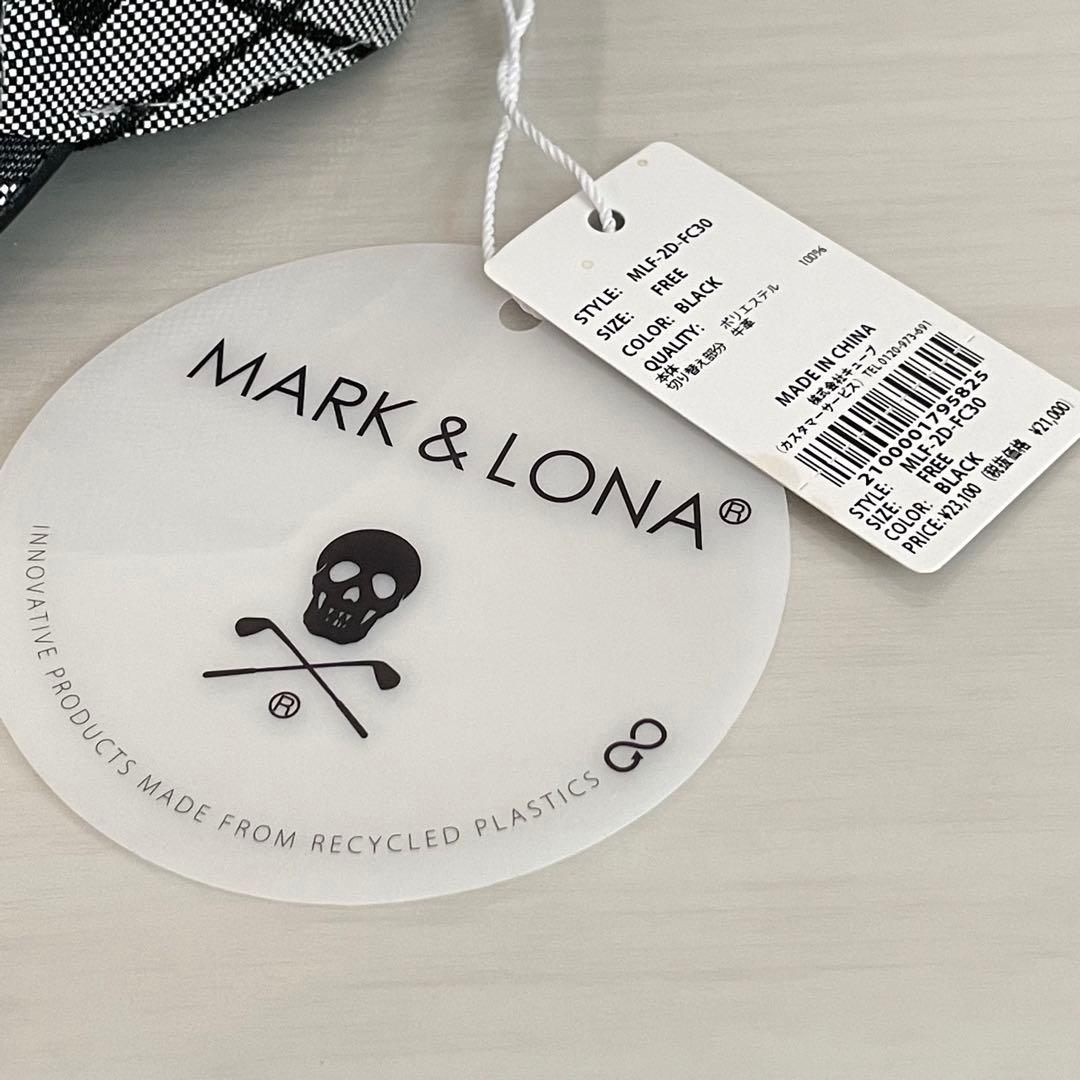 MARK & LONA®
®
INNOVATIVE PRODUCTS MADE FROM RECYCLED PLASTICS
STYLE: MLF-2D-FC30
SIZE: FREE
COLOR: BLACK
QUALITY:
本体 ポリエステル 100%
切り替え部分 牛革
MADE IN CHINA
株式会社キューブ
(カスタマーサービス) TEL 0120-973-691
2100001795825
STYLE: MLF-2D-FC30
SIZE: FREE
COLOR: BLACK
PRICE: ¥23,100 (税抜価格 ¥21,000)